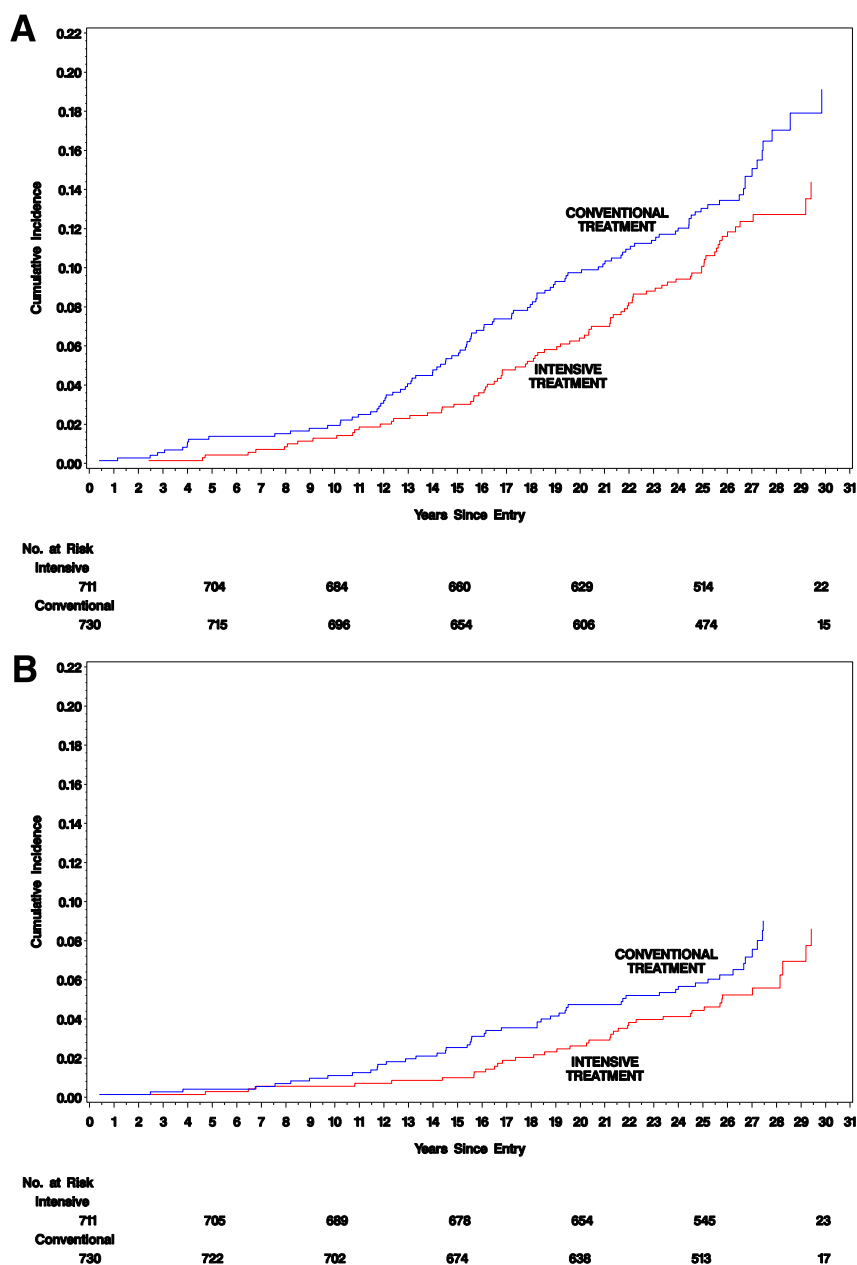 A
0.22
0.20
0.18
0.16
0.14
0.12
0.10
0.08
0.06
0.04
0.02
0.00
Cumulative Incidence
CONVENTIONAL
TREATMENT
INTENSIVE
TREATMENT
0 1 2 3 4 5 6 7 8 9 10 11 12 13 14 15 16 17 18 19 20 21 22 23 24 25 26 27 28 29 30 31
Years Since Entry
No. at Risk
Intensive
711 704 684 660 629 514 22
Conventional
730 715 696 654 606 474 15
B
0.22
0.20
0.18
0.16
0.14
0.12
0.10
0.08
0.06
0.04
0.02
0.00
Cumulative Incidence
CONVENTIONAL
TREATMENT
INTENSIVE
TREATMENT
0 1 2 3 4 5 6 7 8 9 10 11 12 13 14 15 16 17 18 19 20 21 22 23 24 25 26 27 28 29 30 31
Years Since Entry
No. at Risk
Intensive
711 705 689 678 654 545 23
Conventional
730 722 702 674 638 513 17